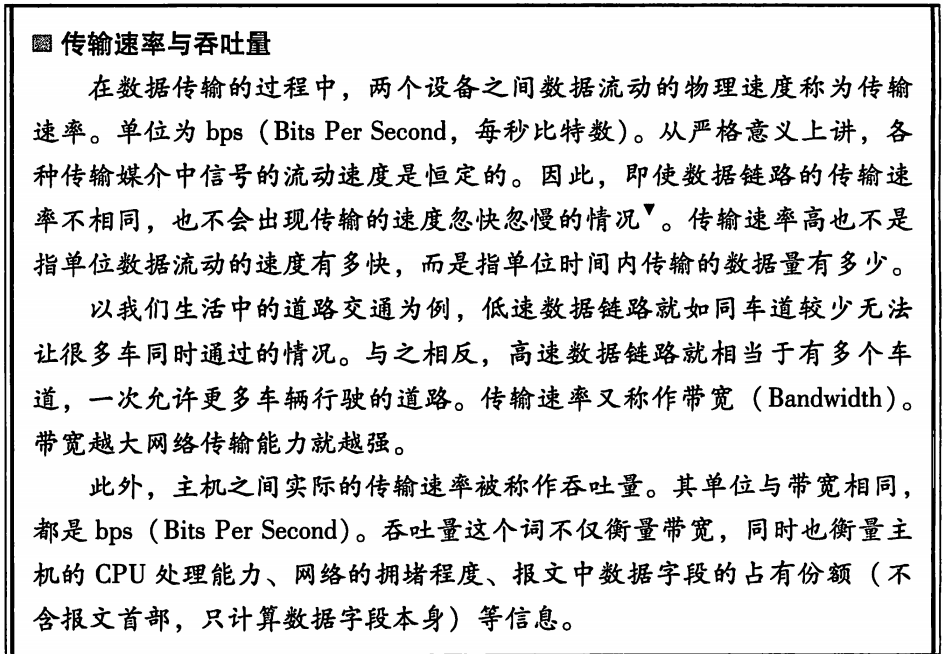 ▨ 传输速率与吞吐量
在数据传输的过程中，两个设备之间数据流动的物理速度称为传输
速率。单位为 bps（Bits Per Second，每秒比特数）。从严格意义上讲，各
种传输媒介中信号的流动速度是恒定的。因此，即使数据链路的传输速
率不相同，也不会出现传输的速度忽快忽慢的情况▼。传输速率高也不是
指单位数据流动的速度有多快，而是指单位时间内传输的数据量有多少。
以我们生活中的道路交通为例，低速数据链路就如同车道较少无法
让很多车同时通过的情况。与之相反，高速数据链路就相当于有多个车
道，一次允许更多车辆行驶的道路。传输速率又称作带宽（Bandwidth）。
带宽越大网络传输能力就越强。
此外，主机之间实际的传输速率被称作吞吐量。其单位与带宽相同，
都是 bps（Bits Per Second）。吞吐量这个词不仅衡量带宽，同时也衡量主
机的 CPU 处理能力、网络的拥堵程度、报文中数据字段的占有份额（不
含报文首部，只计算数据字段本身）等信息。